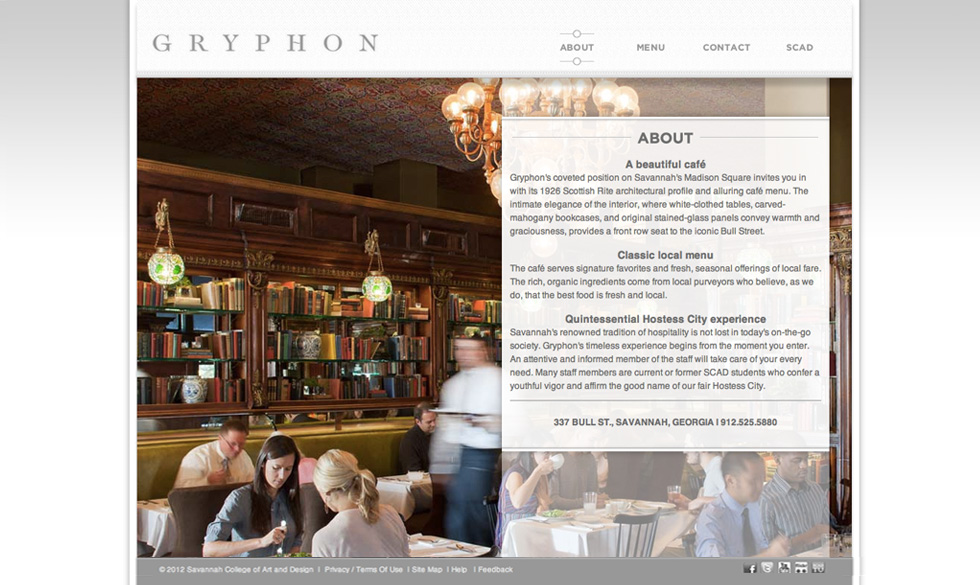 GRYPHON
ABOUT MENU CONTACT SCAD
ABOUT
A beautiful café
Gryphon's coveted position on Savannah's Madison Square invites you in
with its 1926 Scottish Rite architectural profile and alluring café menu. The
intimate elegance of the interior, where white-clothed tables, carved-
mahogany bookcases, and original stained-glass panels convey warmth and
graciousness, provides a front row seat to the iconic Bull Street.
Classic local menu
The café serves signature favorites and fresh, seasonal offerings of local fare.
The rich, organic ingredients come from local purveyors who believe, as we
do, that the best food is fresh and local.
Quintessential Hostess City experience
Savannah's renowned tradition of hospitality is not lost in today's on-the-go
society. Gryphon's timeless experience begins from the moment you enter.
An attentive and informed member of the staff will take care of your every
need. Many staff members are current or former SCAD students who confer a
youthful vigor and affirm the good name of our fair Hostess City.
337 BULL ST., SAVANNAH, GEORGIA I 912.525.5880
© 2012 Savannah College of Art and Design I Privacy / Terms Of Use I Site Map I Help I Feedback